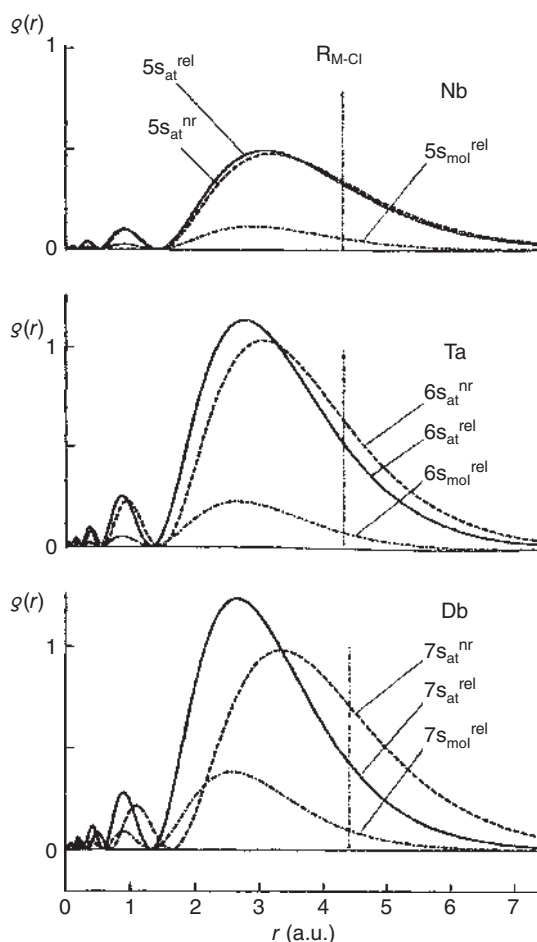 ϱ(r)
1
5s_at^rel
R_M-Cl
Nb
5s_at^nr
5s_mol^rel
0
ϱ(r)
1
Ta
6s_at^nr
6s_at^rel
6s_mol^rel
0
ϱ(r)
1
Db
7s_at^nr
7s_at^rel
7s_mol^rel
0
0 1 2 3 4 5 6 7
r (a.u.)